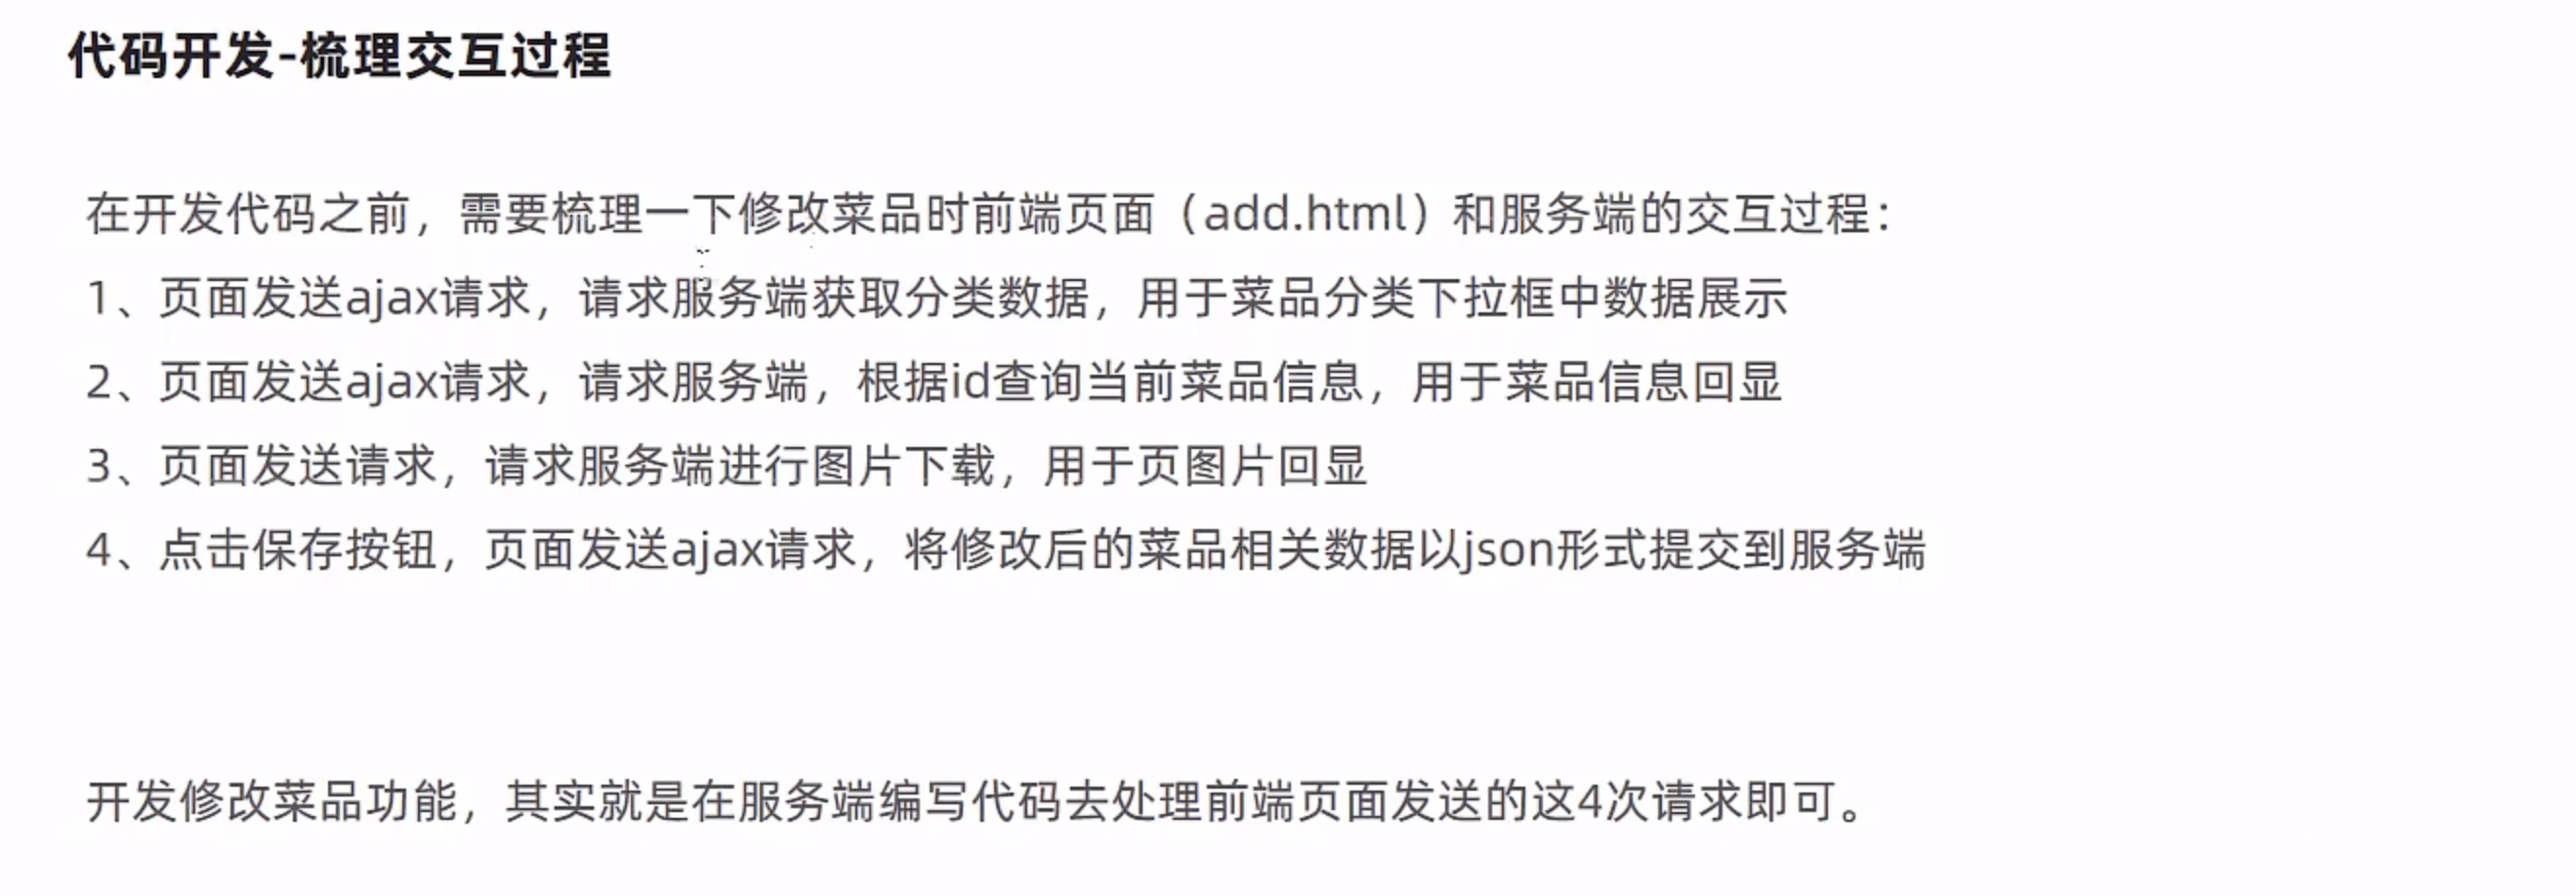 代码开发-梳理交互过程
在开发代码之前，需要梳理一下修改菜品时前端页面（add.html）和服务端的交互过程：
1、页面发送ajax请求，请求服务端获取分类数据，用于菜品分类下拉框中数据展示
2、页面发送ajax请求，请求服务端，根据id查询当前菜品信息，用于菜品信息回显
3、页面发送请求，请求服务端进行图片下载，用于页图片回显
4、点击保存按钮，页面发送ajax请求，将修改后的菜品相关数据以json形式提交到服务端
开发修改菜品功能，其实就是在服务端编写代码去处理前端页面发送的这4次请求即可。